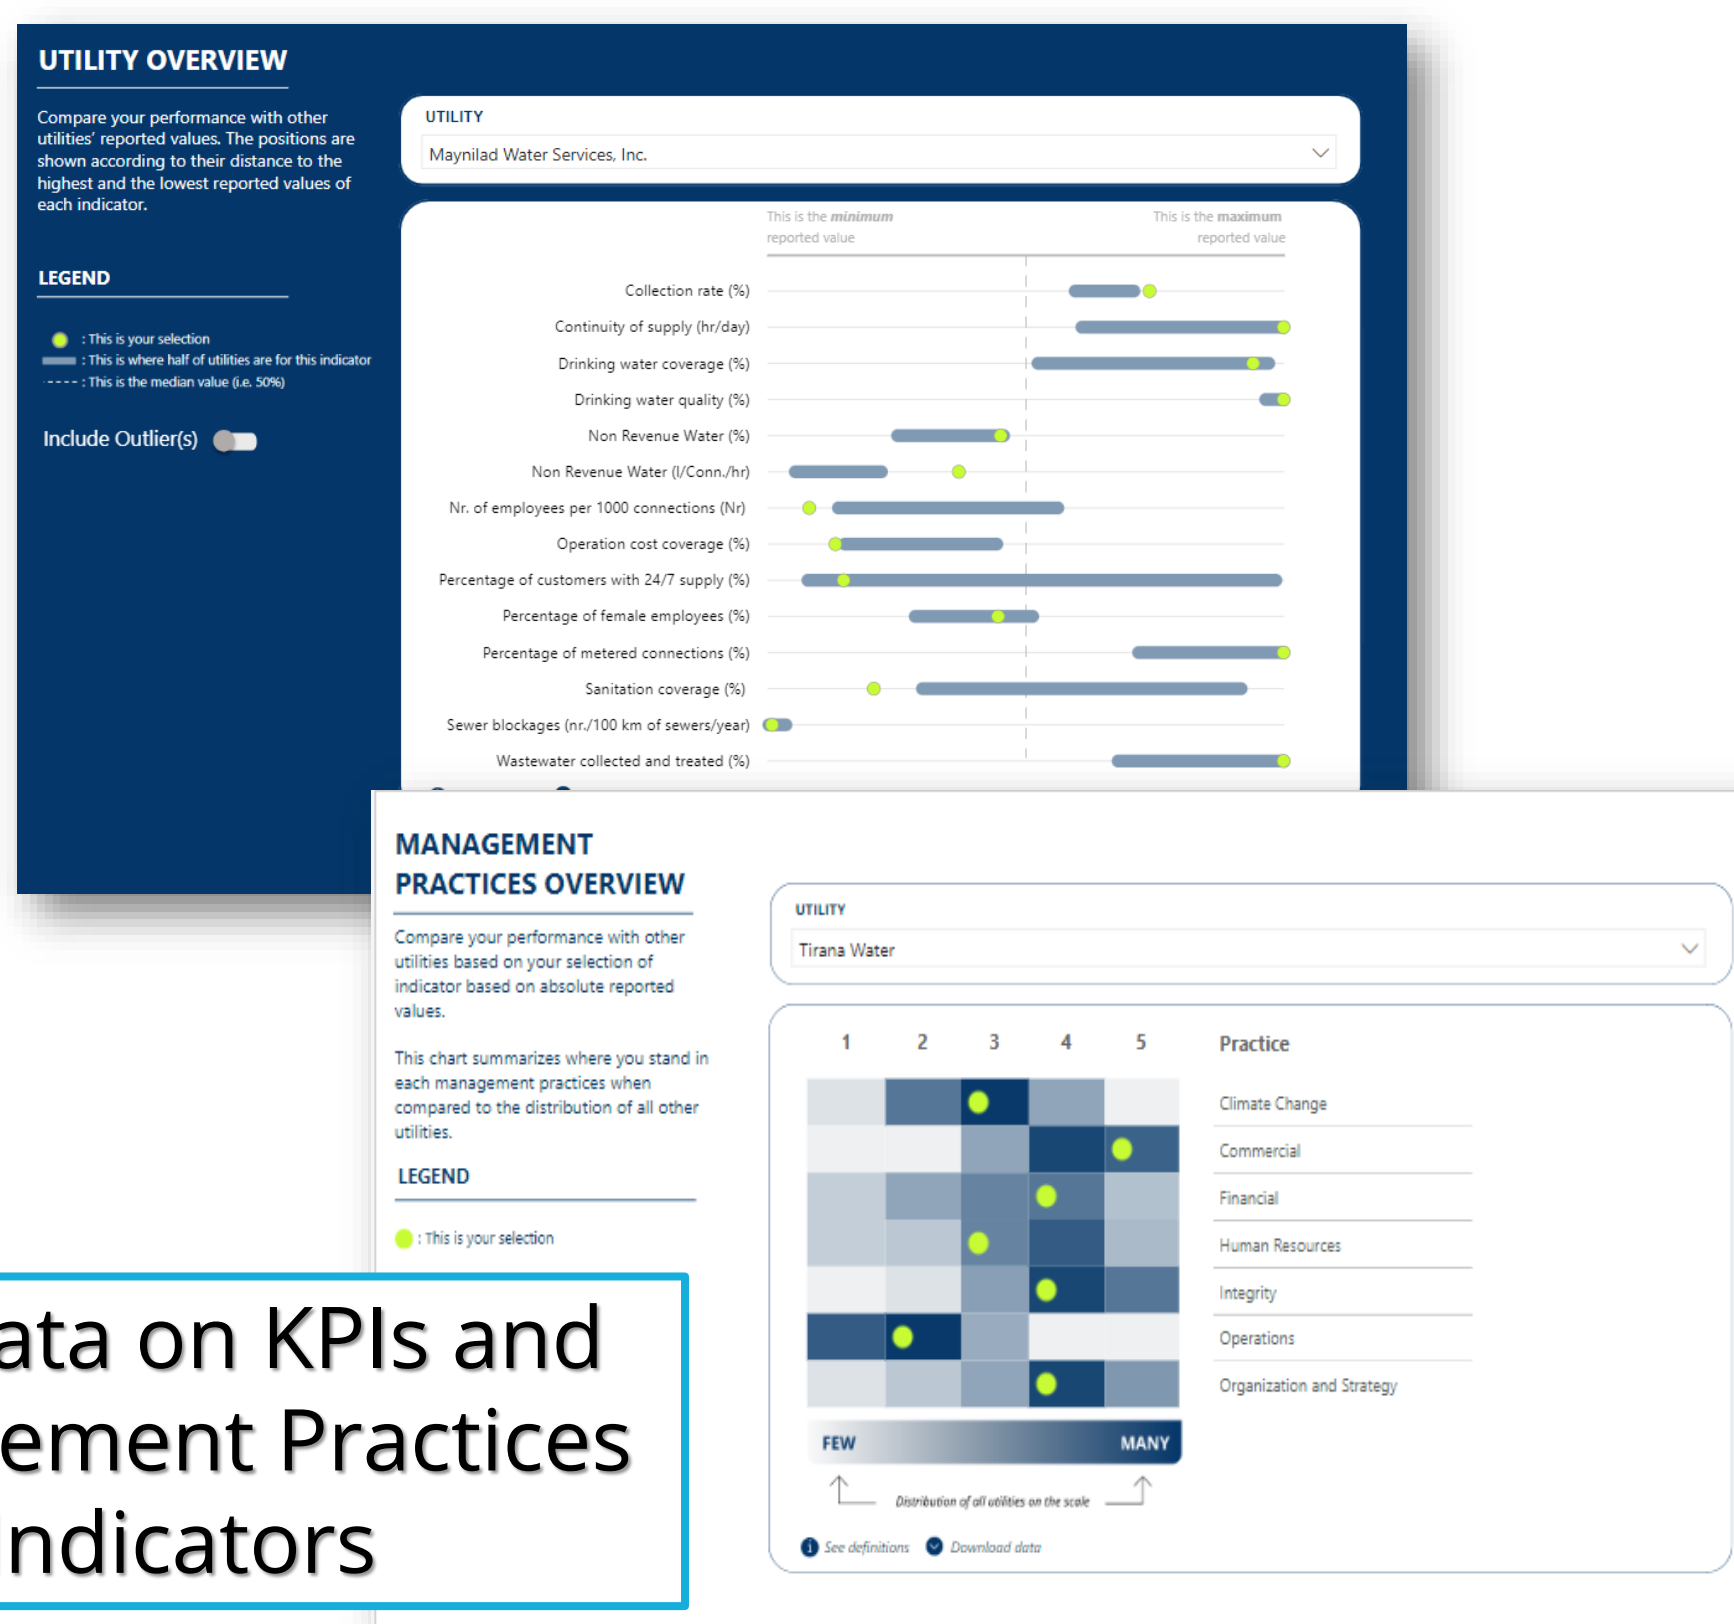 UTILITY OVERVIEW
Compare your performance with other
utilities' reported values. The positions are
shown according to their distance to the
highest and the lowest reported values of
each indicator.
LEGEND
: This is your selection
: This is where half of utilities are for this indicator
: This is the median value (i.e. 50%)
Include Outlier(s)
UTILITY
Maynilad Water Services, Inc.
This is the minimum
reported value
This is the maximum
reported value
Collection rate (%)
Continuity of supply (hr/day)
Drinking water coverage (%)
Drinking water quality (%)
Non Revenue Water (%)
Non Revenue Water (l/Conn./hr)
Nr. of employees per 1000 connections (Nr)
Operation cost coverage (%)
Percentage of customers with 24/7 supply (%)
Percentage of female employees (%)
Percentage of metered connections (%)
Sanitation coverage (%)
Sewer blockages (nr./100 km of sewers/year)
Wastewater collected and treated (%)
MANAGEMENT
PRACTICES OVERVIEW
Compare your performance with other
utilities based on your selection of
indicator based on absolute reported
values.
This chart summarizes where you stand in
each management practices when
compared to the distribution of all other
utilities.
LEGEND
: This is your selection
UTILITY
Tirana Water
1 2 3 4 5 Practice
Climate Change
Commercial
Financial
Human Resources
Integrity
Operations
Organization and Strategy
FEW MANY
Distribution of all utilities on the scale
See definitions Download data
ata on KPIs and
ement Practices
ndicators